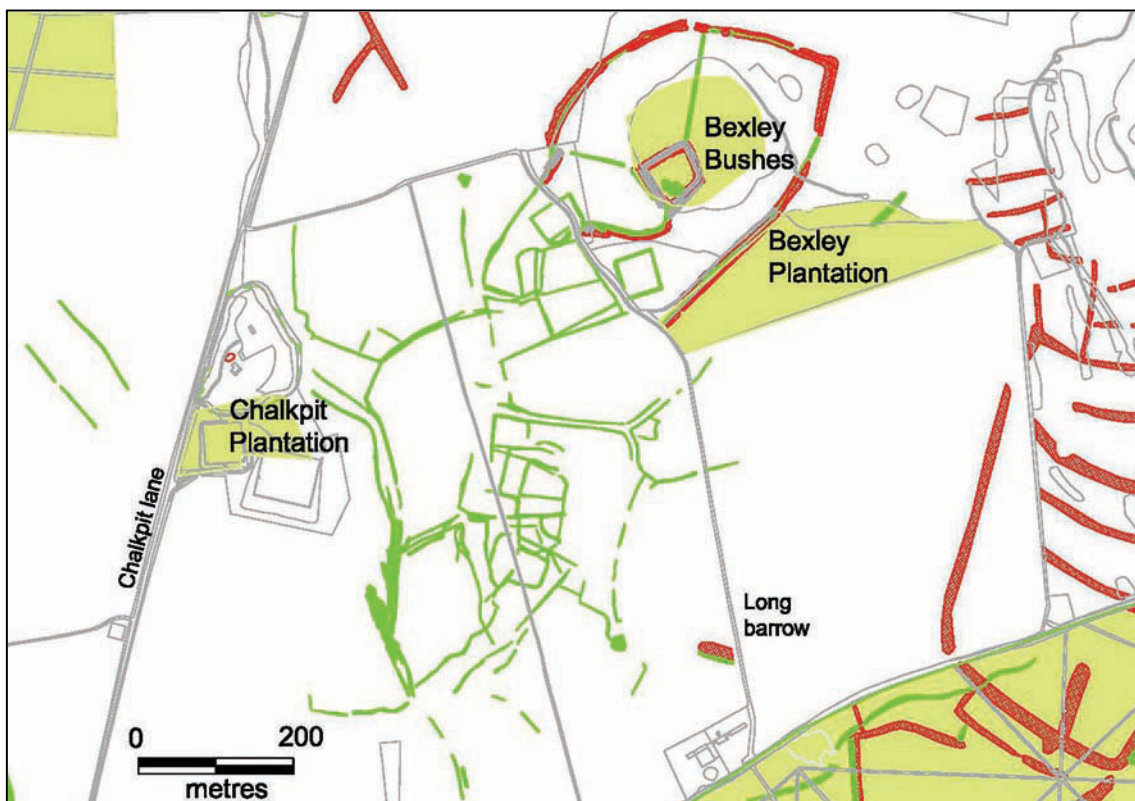 Bexley
Bushes
Bexley
Plantation
Chalkpit
Plantation
Chalkpit lane
Long
barrow
0 200
metres